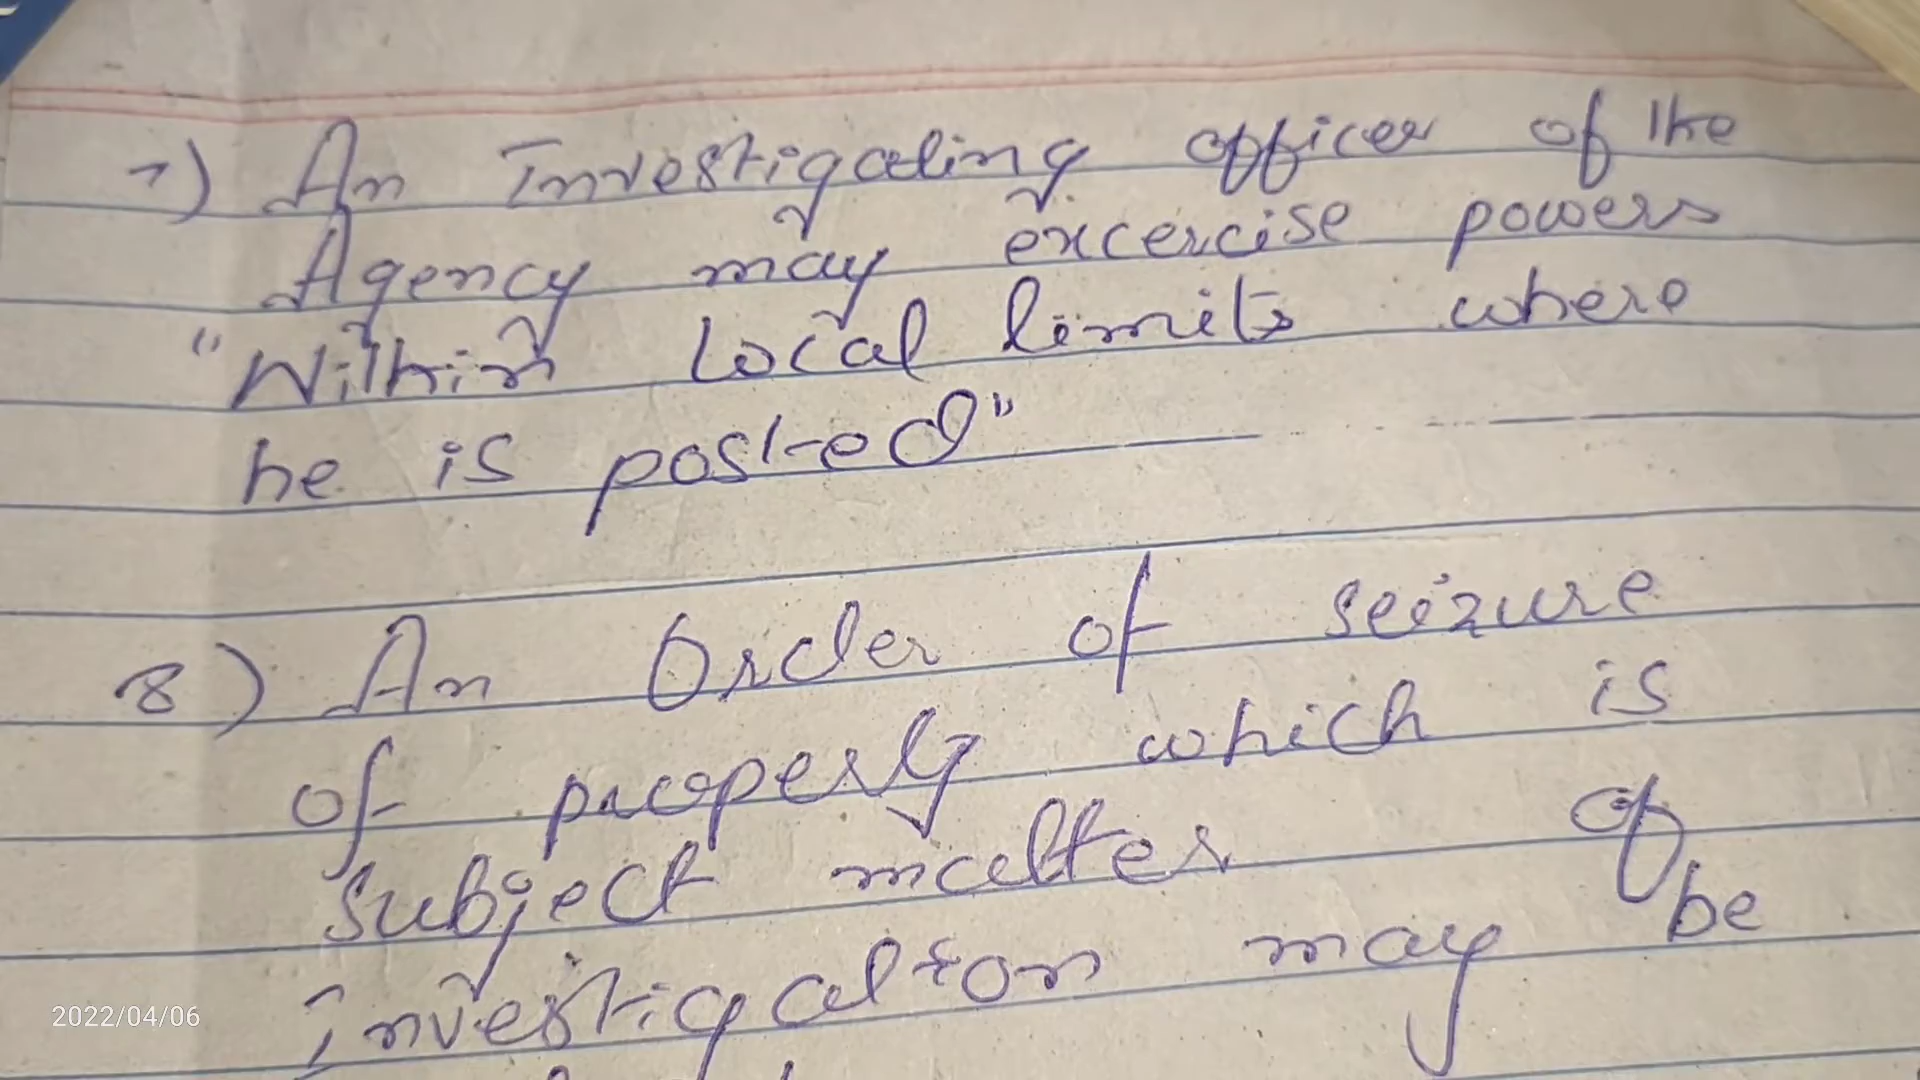 7) An Investigating officer of the
Agency may excercise powers
"Within Local limits where
he is posted"
8) An Order of seizure
of property which is
subject matter of
investigation may be
2022/04/06